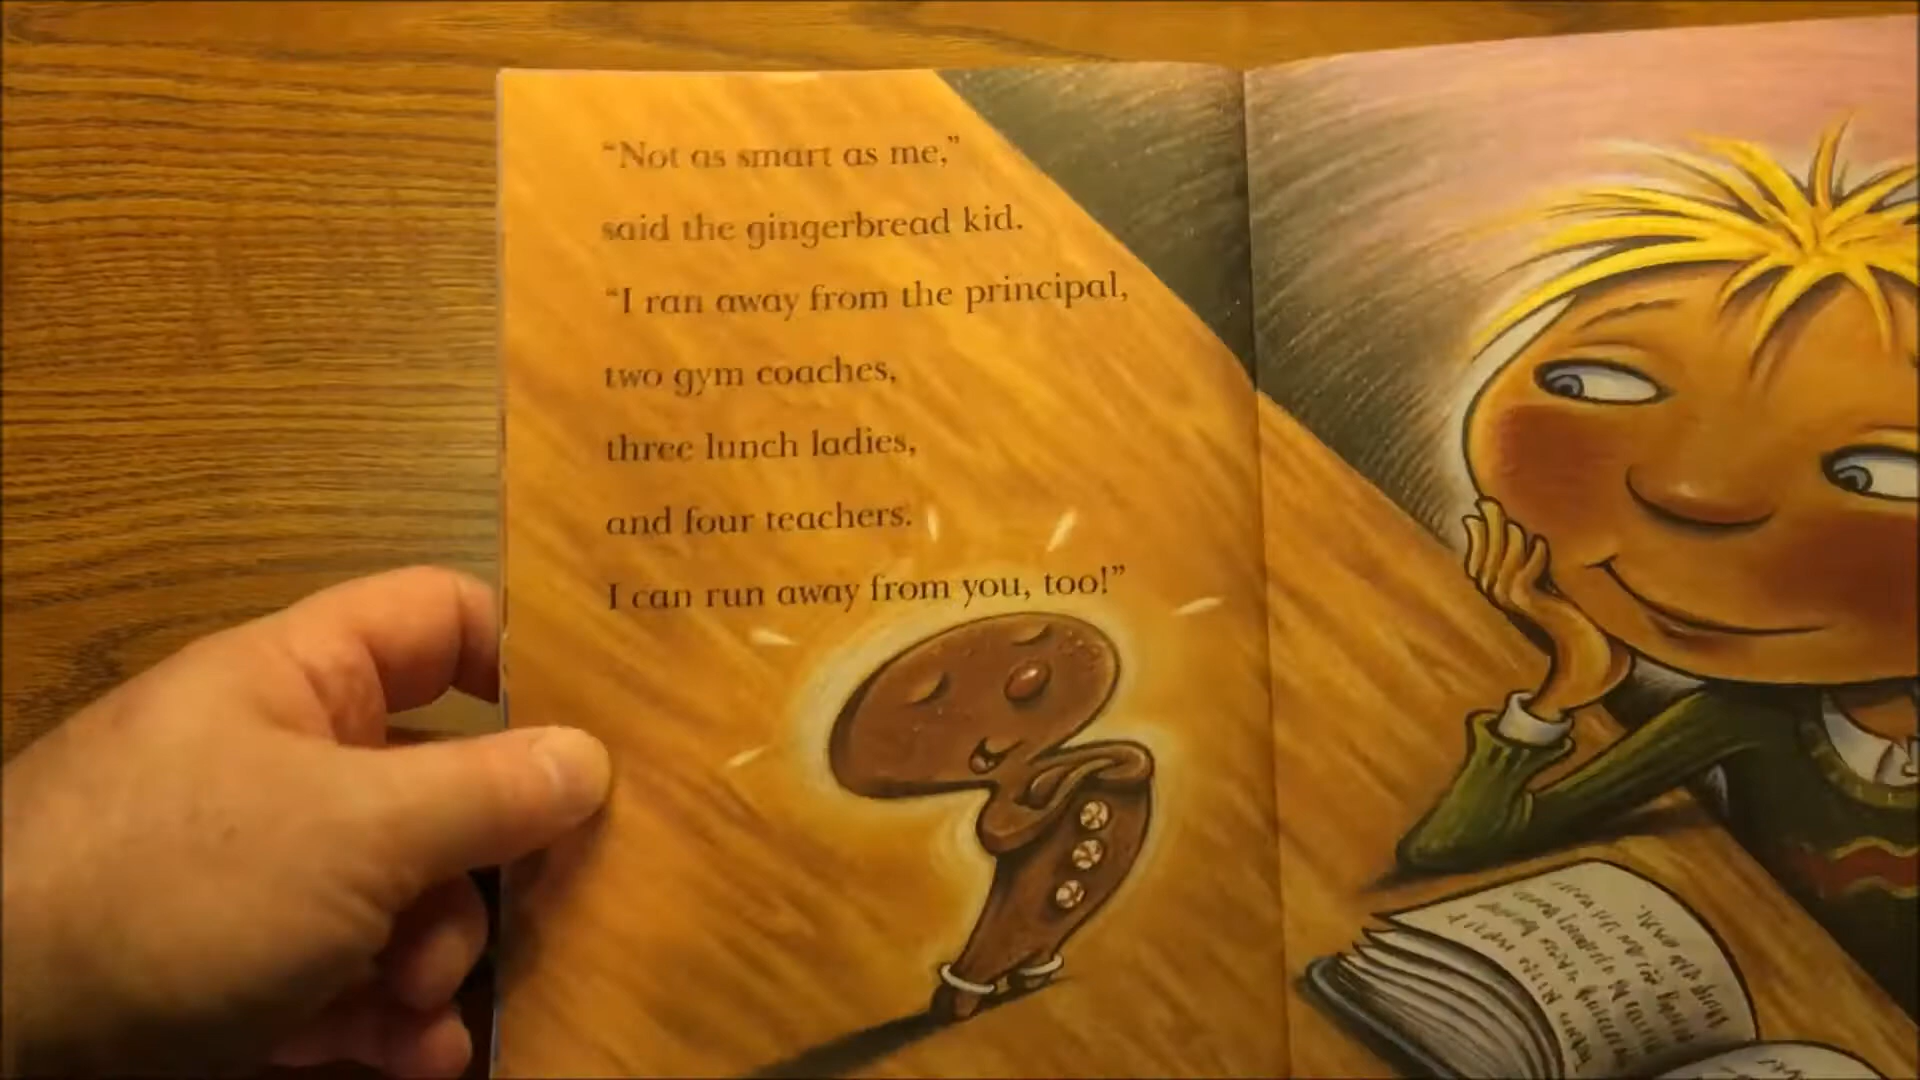 “Not as smart as me,”
said the gingerbread kid.
“I ran away from the principal,
two gym coaches,
three lunch ladies,
and four teachers.
I can run away from you, too!”